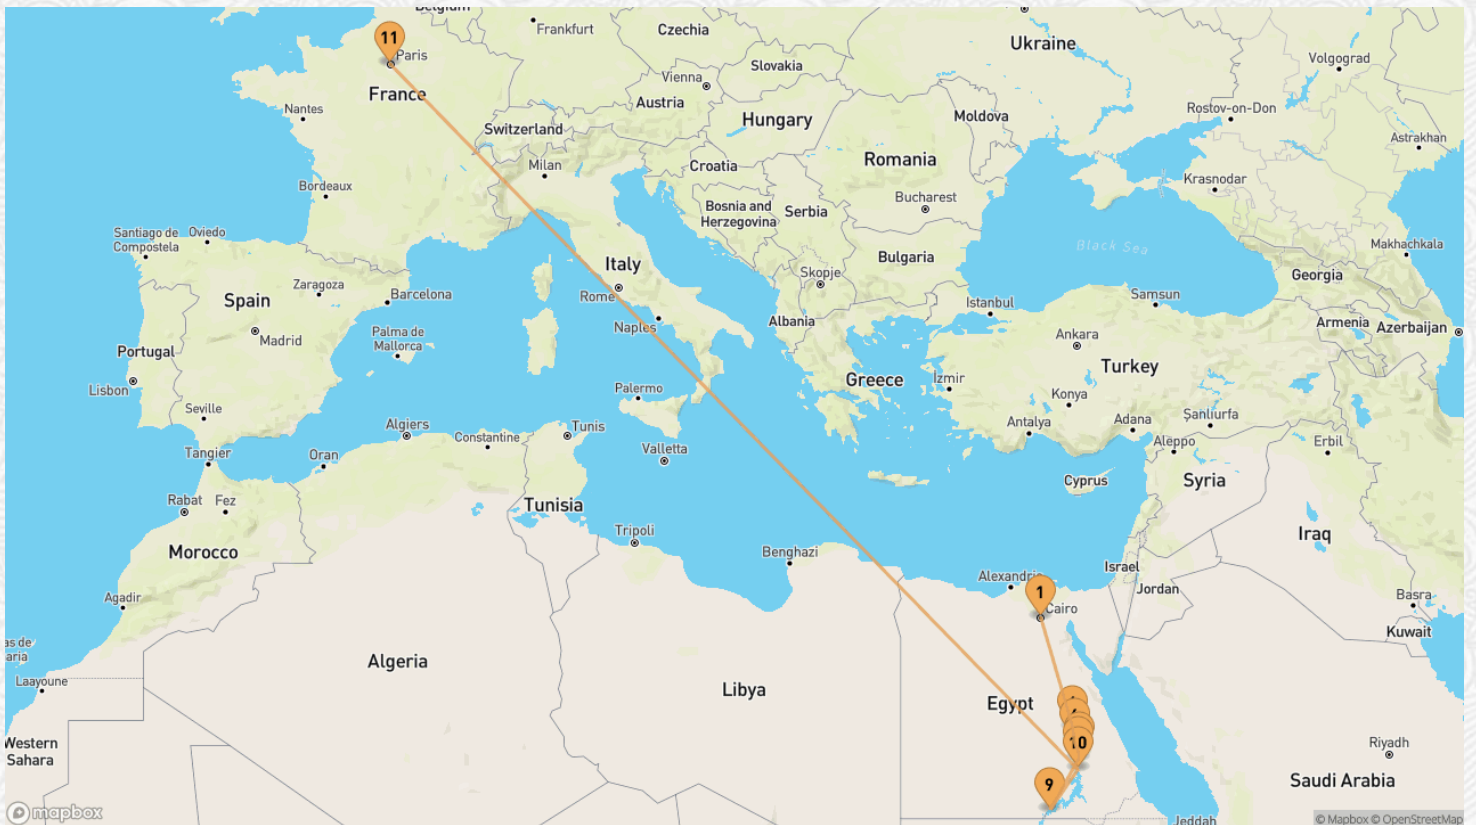 Belgium
11
Paris
France
Frankfurt
Czechia
Ukraine
Volgograd
Slovakia
Vienna
Austria
Nantes
Switzerland
Hungary
Moldova
Rostov-on-Don
Astrakhan
Milan
Croatia
Romania
Krasnodar
Bordeaux
Bosnia and
Herzegovina
Serbia
Bucharest
Santiago de
Compostela
Oviedo
Black Sea
Makhachkala
Bulgaria
Italy
Skopje
Georgia
Zaragoza
Barcelona
Spain
Rome
Istanbul
Samsun
Madrid
Palma de
Mallorca
Naples
Albania
Ankara
Armenia
Azerbaijan
Portugal
Lisbon
Greece
İzmir
Turkey
Palermo
Konya
Seville
Algiers
Constantine
Tunis
Antalya
Adana
Şanlıurfa
Tangier
Oran
Valletta
Aleppo
Erbil
Cyprus
Syria
Rabat
Fez
Tunisia
Tripoli
Iraq
Morocco
Benghazi
Israel
Alexandria
Jordan
Agadir
1
Cairo
Basra
Kuwait
as de
aria
Algeria
Laayoune
Libya
Egypt
Western
Sahara
10
Riyadh
9
Saudi Arabia
mapbox
Jeddah
© Mapbox © OpenStreetMap